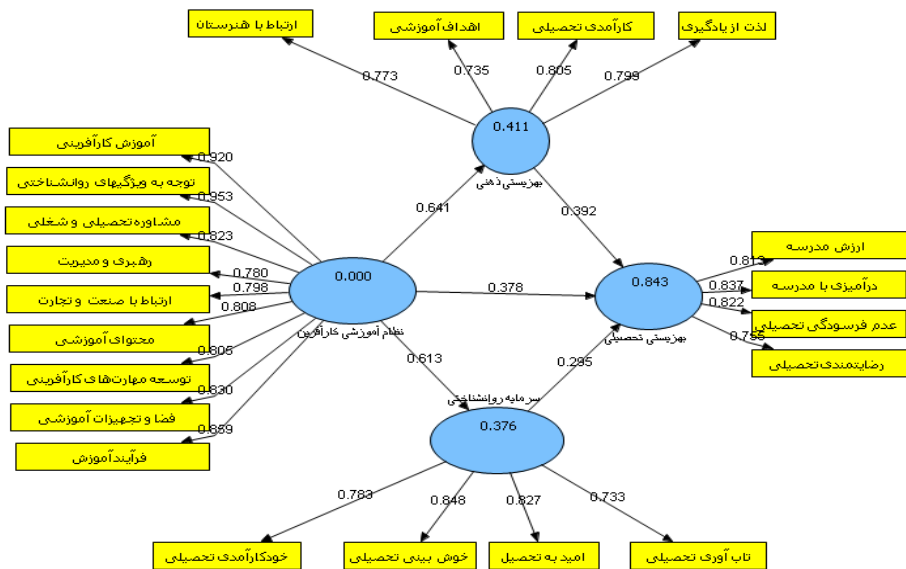 ارتباط با هنرستان
اهداف آموزشی
کارآمدی تحصیلی
لذت از یادگیری
0.773
0.735
0.805
0.799
0.411
بهزیستی ذهنی
آموزش کارآفرینی
توجه به ویژگیهای روانشناختی
مشاوره تحصیلی و شغلی
رهبری و مدیریت
ارتباط با صنعت و تجارت
محتوای آموزشی
توسعه مهارت‌های کارآفرینی
فضا و تجهیزات آموزشی
فرآیند آموزش
0.920
0.953
0.823
0.780
0.798
0.808
0.805
0.830
0.859
0.000
نظام آموزشی کارآفرین
0.641
0.392
0.378
0.613
0.295
0.843
بهزیستی تحصیلی
0.813
0.837
0.822
0.755
ارزش مدرسه
درآمیزی با مدرسه
عدم فرسودگی تحصیلی
رضایتمندی تحصیلی
سرمایه روانشناختی
0.376
0.783
0.848
0.827
0.733
خودکارآمدی تحصیلی
خوش بینی تحصیلی
امید به تحصیل
تاب آوری تحصیلی